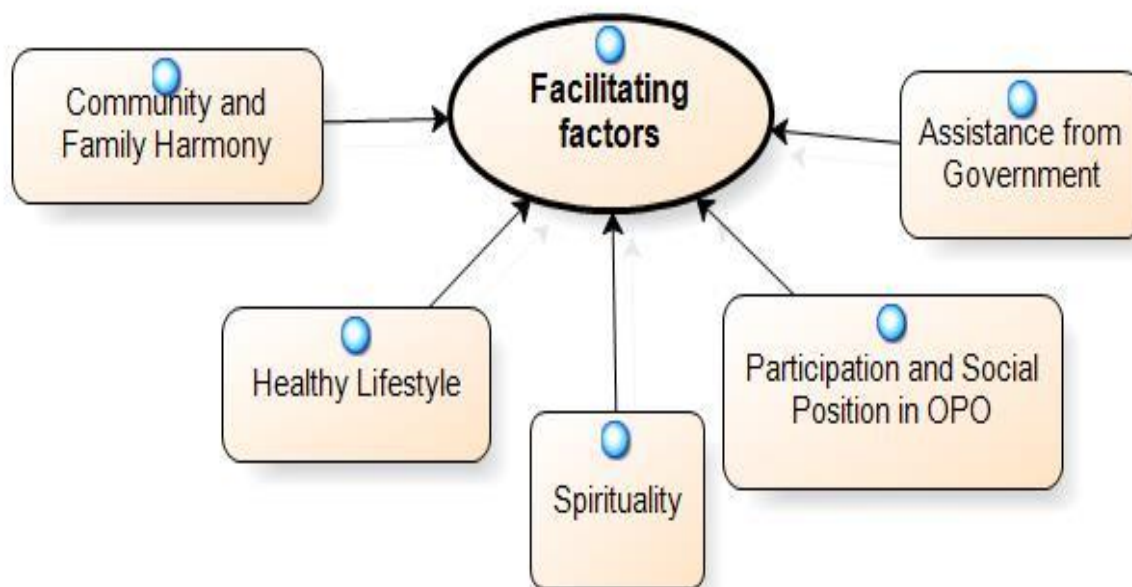 Facilitating
factors
Community and
Family Harmony
Assistance from
Government
Healthy Lifestyle
Participation and Social
Position in OPO
Spirituality